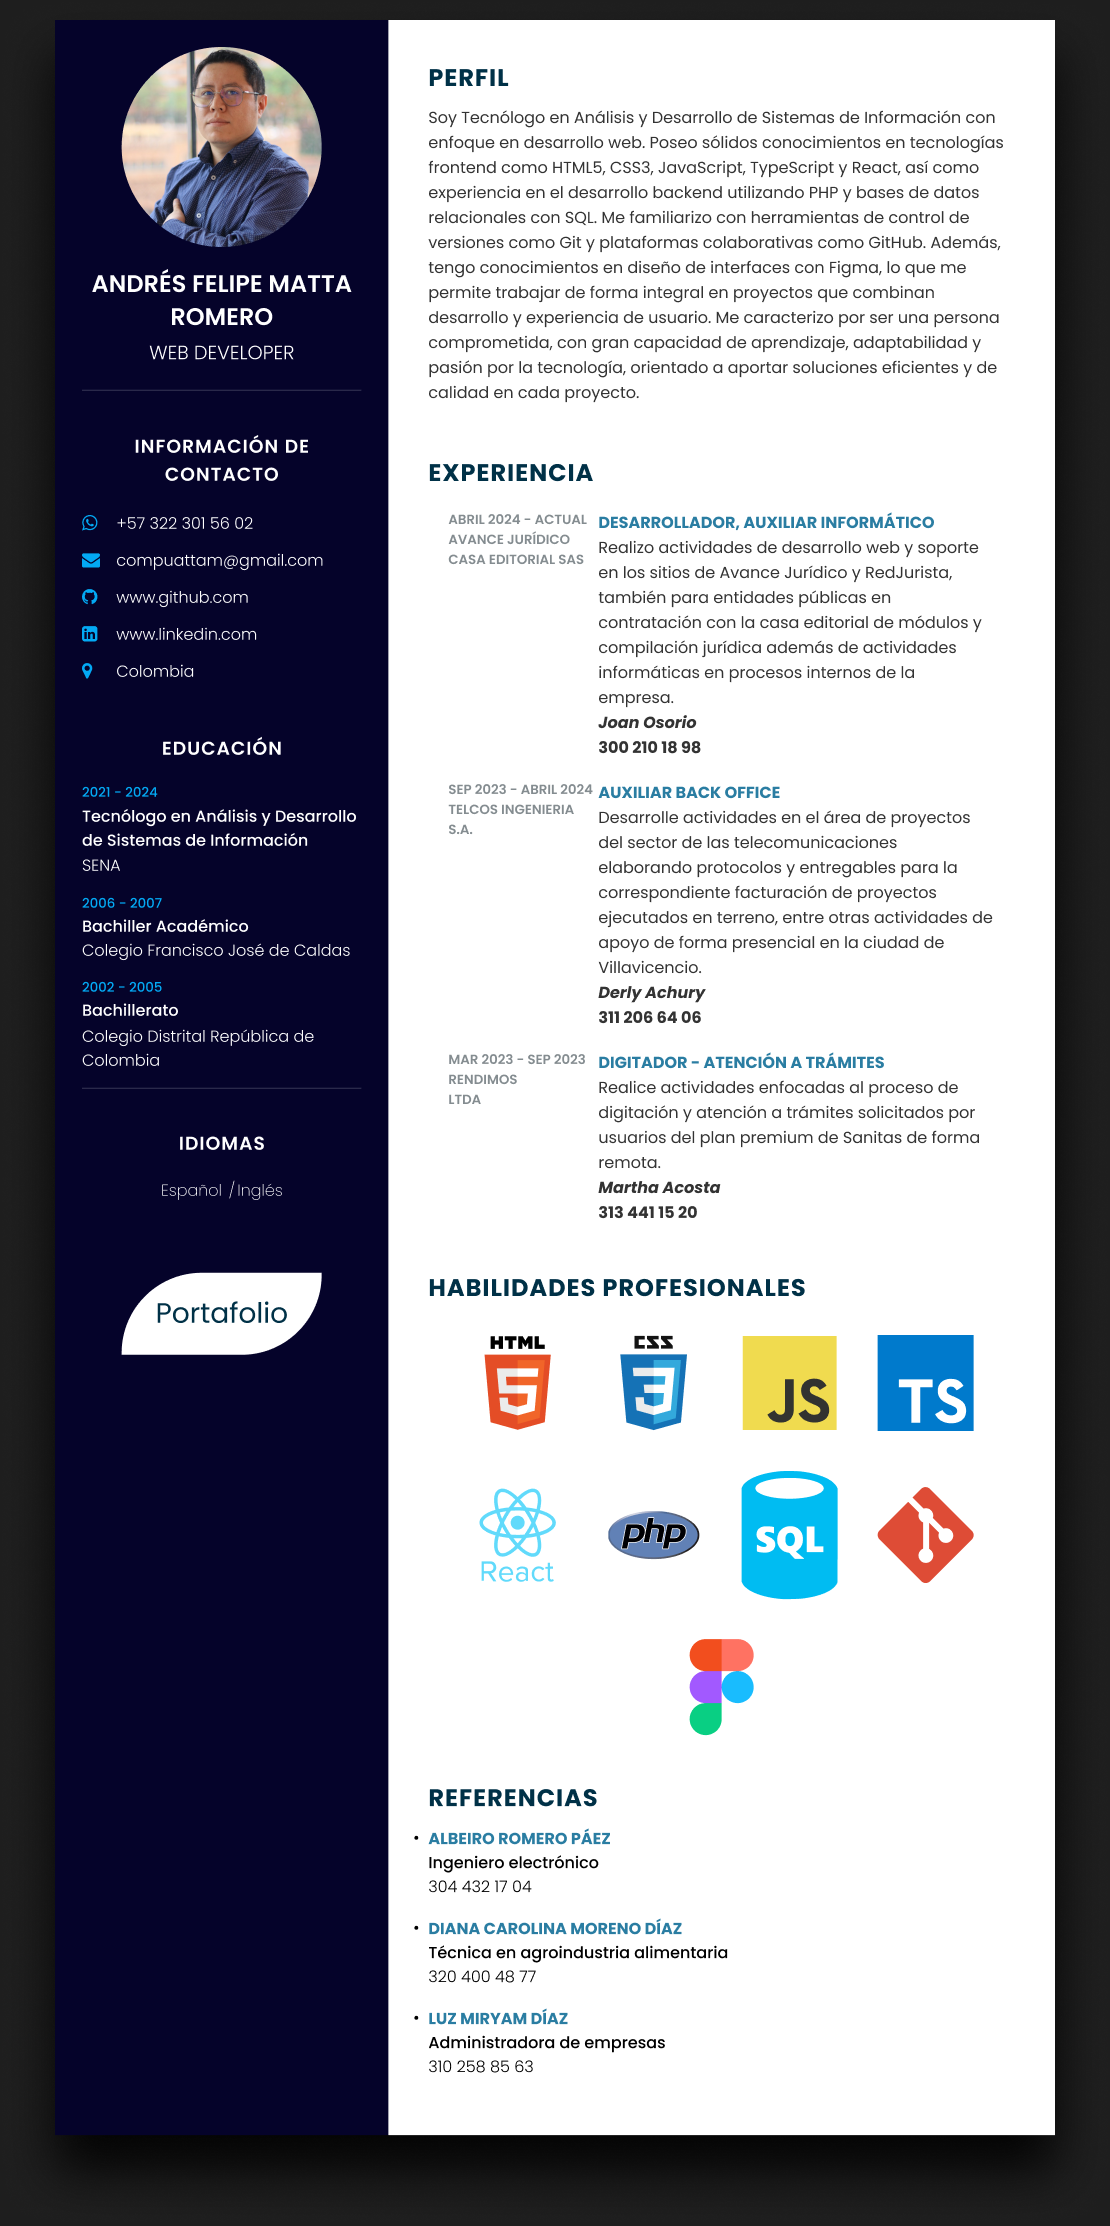 ANDRÉS FELIPE MATTA
ROMERO
WEB DEVELOPER
INFORMACIÓN DE
CONTACTO
+57 322 301 56 02
compuattam@gmail.com
www.github.com
www.linkedin.com
Colombia
EDUCACIÓN
2021 - 2024
Tecnólogo en Análisis y Desarrollo
de Sistemas de Información
SENA
2006 - 2007
Bachiller Académico
Colegio Francisco José de Caldas
2002 - 2005
Bachillerato
Colegio Distrital República de
Colombia
IDIOMAS
Español /Inglés
Portafolio
PERFIL
Soy Tecnólogo en Análisis y Desarrollo de Sistemas de Información con
enfoque en desarrollo web. Poseo sólidos conocimientos en tecnologías
frontend como HTML5, CSS3, JavaScript, TypeScript y React, así como
experiencia en el desarrollo backend utilizando PHP y bases de datos
relacionales con SQL. Me familiarizo con herramientas de control de
versiones como Git y plataformas colaborativas como GitHub. Además,
tengo conocimientos en diseño de interfaces con Figma, lo que me
permite trabajar de forma integral en proyectos que combinan
desarrollo y experiencia de usuario. Me caracterizo por ser una persona
comprometida, con gran capacidad de aprendizaje, adaptabilidad y
pasión por la tecnología, orientado a aportar soluciones eficientes y de
calidad en cada proyecto.
EXPERIENCIA
ABRIL 2024 - ACTUAL
AVANCE JURÍDICO
CASA EDITORIAL SAS
DESARROLLADOR, AUXILIAR INFORMÁTICO
Realizo actividades de desarrollo web y soporte
en los sitios de Avance Jurídico y RedJurista,
también para entidades públicas en
contratación con la casa editorial de módulos y
compilación jurídica además de actividades
informáticas en procesos internos de la
empresa.
Joan Osorio
300 210 18 98
SEP 2023 - ABRIL 2024
TELCOS INGENIERIA
S.A.
AUXILIAR BACK OFFICE
Desarrolle actividades en el área de proyectos
del sector de las telecomunicaciones
elaborando protocolos y entregables para la
correspondiente facturación de proyectos
ejecutados en terreno, entre otras actividades de
apoyo de forma presencial en la ciudad de
Villavicencio.
Derly Achury
311 206 64 06
MAR 2023 - SEP 2023
RENDIMOS
LTDA
DIGITADOR - ATENCIÓN A TRÁMITES
Realice actividades enfocadas al proceso de
digitación y atención a trámites solicitados por
usuarios del plan premium de Sanitas de forma
remota.
Martha Acosta
313 441 15 20
HABILIDADES PROFESIONALES
HTML 5
CSS 3
JS
TS
React
php
SQL
REFERENCIAS
• ALBEIRO ROMERO PÁEZ
Ingeniero electrónico
304 432 17 04
• DIANA CAROLINA MORENO DÍAZ
Técnica en agroindustria alimentaria
320 400 48 77
• LUZ MIRYAM DÍAZ
Administradora de empresas
310 258 85 63